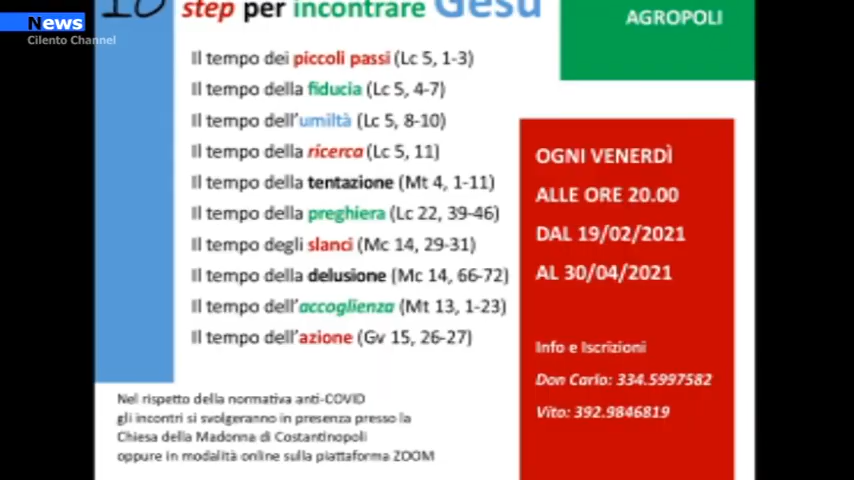 News
Cilento Channel
10
step per incontrare Gesù
AGROPOLI
Il tempo dei piccoli passi (Lc 5, 1-3)
Il tempo della fiducia (Lc 5, 4-7)
Il tempo dell'umiltà (Lc 5, 8-10)
Il tempo della ricerca (Lc 5, 11)
Il tempo della tentazione (Mt 4, 1-11)
Il tempo della preghiera (Lc 22, 39-46)
Il tempo degli slanci (Mc 14, 29-31)
Il tempo della delusione (Mc 14, 66-72)
Il tempo dell'accoglienza (Mt 13, 1-23)
Il tempo dell'azione (Gv 15, 26-27)
OGNI VENERDÌ
ALLE ORE 20.00
DAL 19/02/2021
AL 30/04/2021
Info e Iscrizioni
Don Carlo: 334.5997582
Vito: 392.9846819
Nel rispetto della normativa anti-COVID
gli incontri si svolgeranno in presenza presso la
Chiesa della Madonna di Costantinopoli
oppure in modalità online sulla piattaforma ZOOM